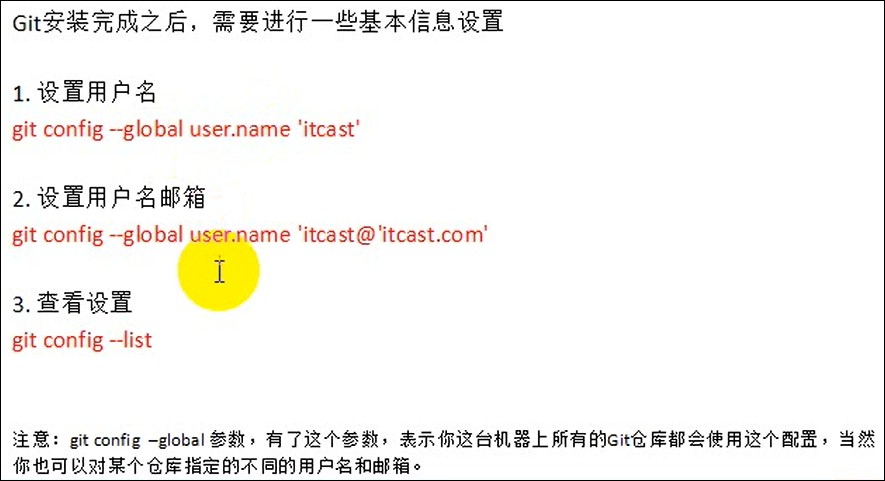 Git安装完成之后，需要进行一些基本信息设置
1. 设置用户名
git config --global user.name 'itcast'
2. 设置用户名邮箱
git config --global user.name 'itcast@'itcast.com'
3. 查看设置
git config --list
注意：git config –global 参数，有了这个参数，表示你这台机器上所有的Git仓库都会使用这个配置，当然
你也可以对某个仓库指定的不同的用户名和邮箱。